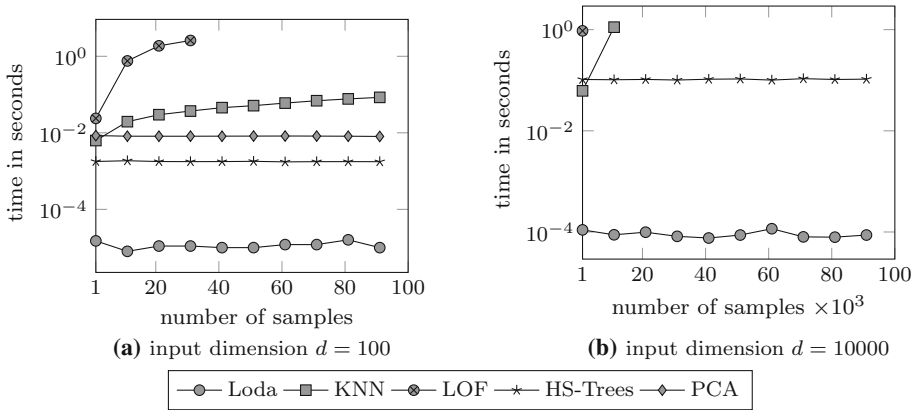 10^0
10^−2
10^−4
time in seconds
1 20 40 60 80 100
number of samples
(a) input dimension d = 100
10^0
10^−2
10^−4
time in seconds
1 20 40 60 80 100
number of samples ×10^3
(b) input dimension d = 10000
Loda KNN LOF HS-Trees PCA